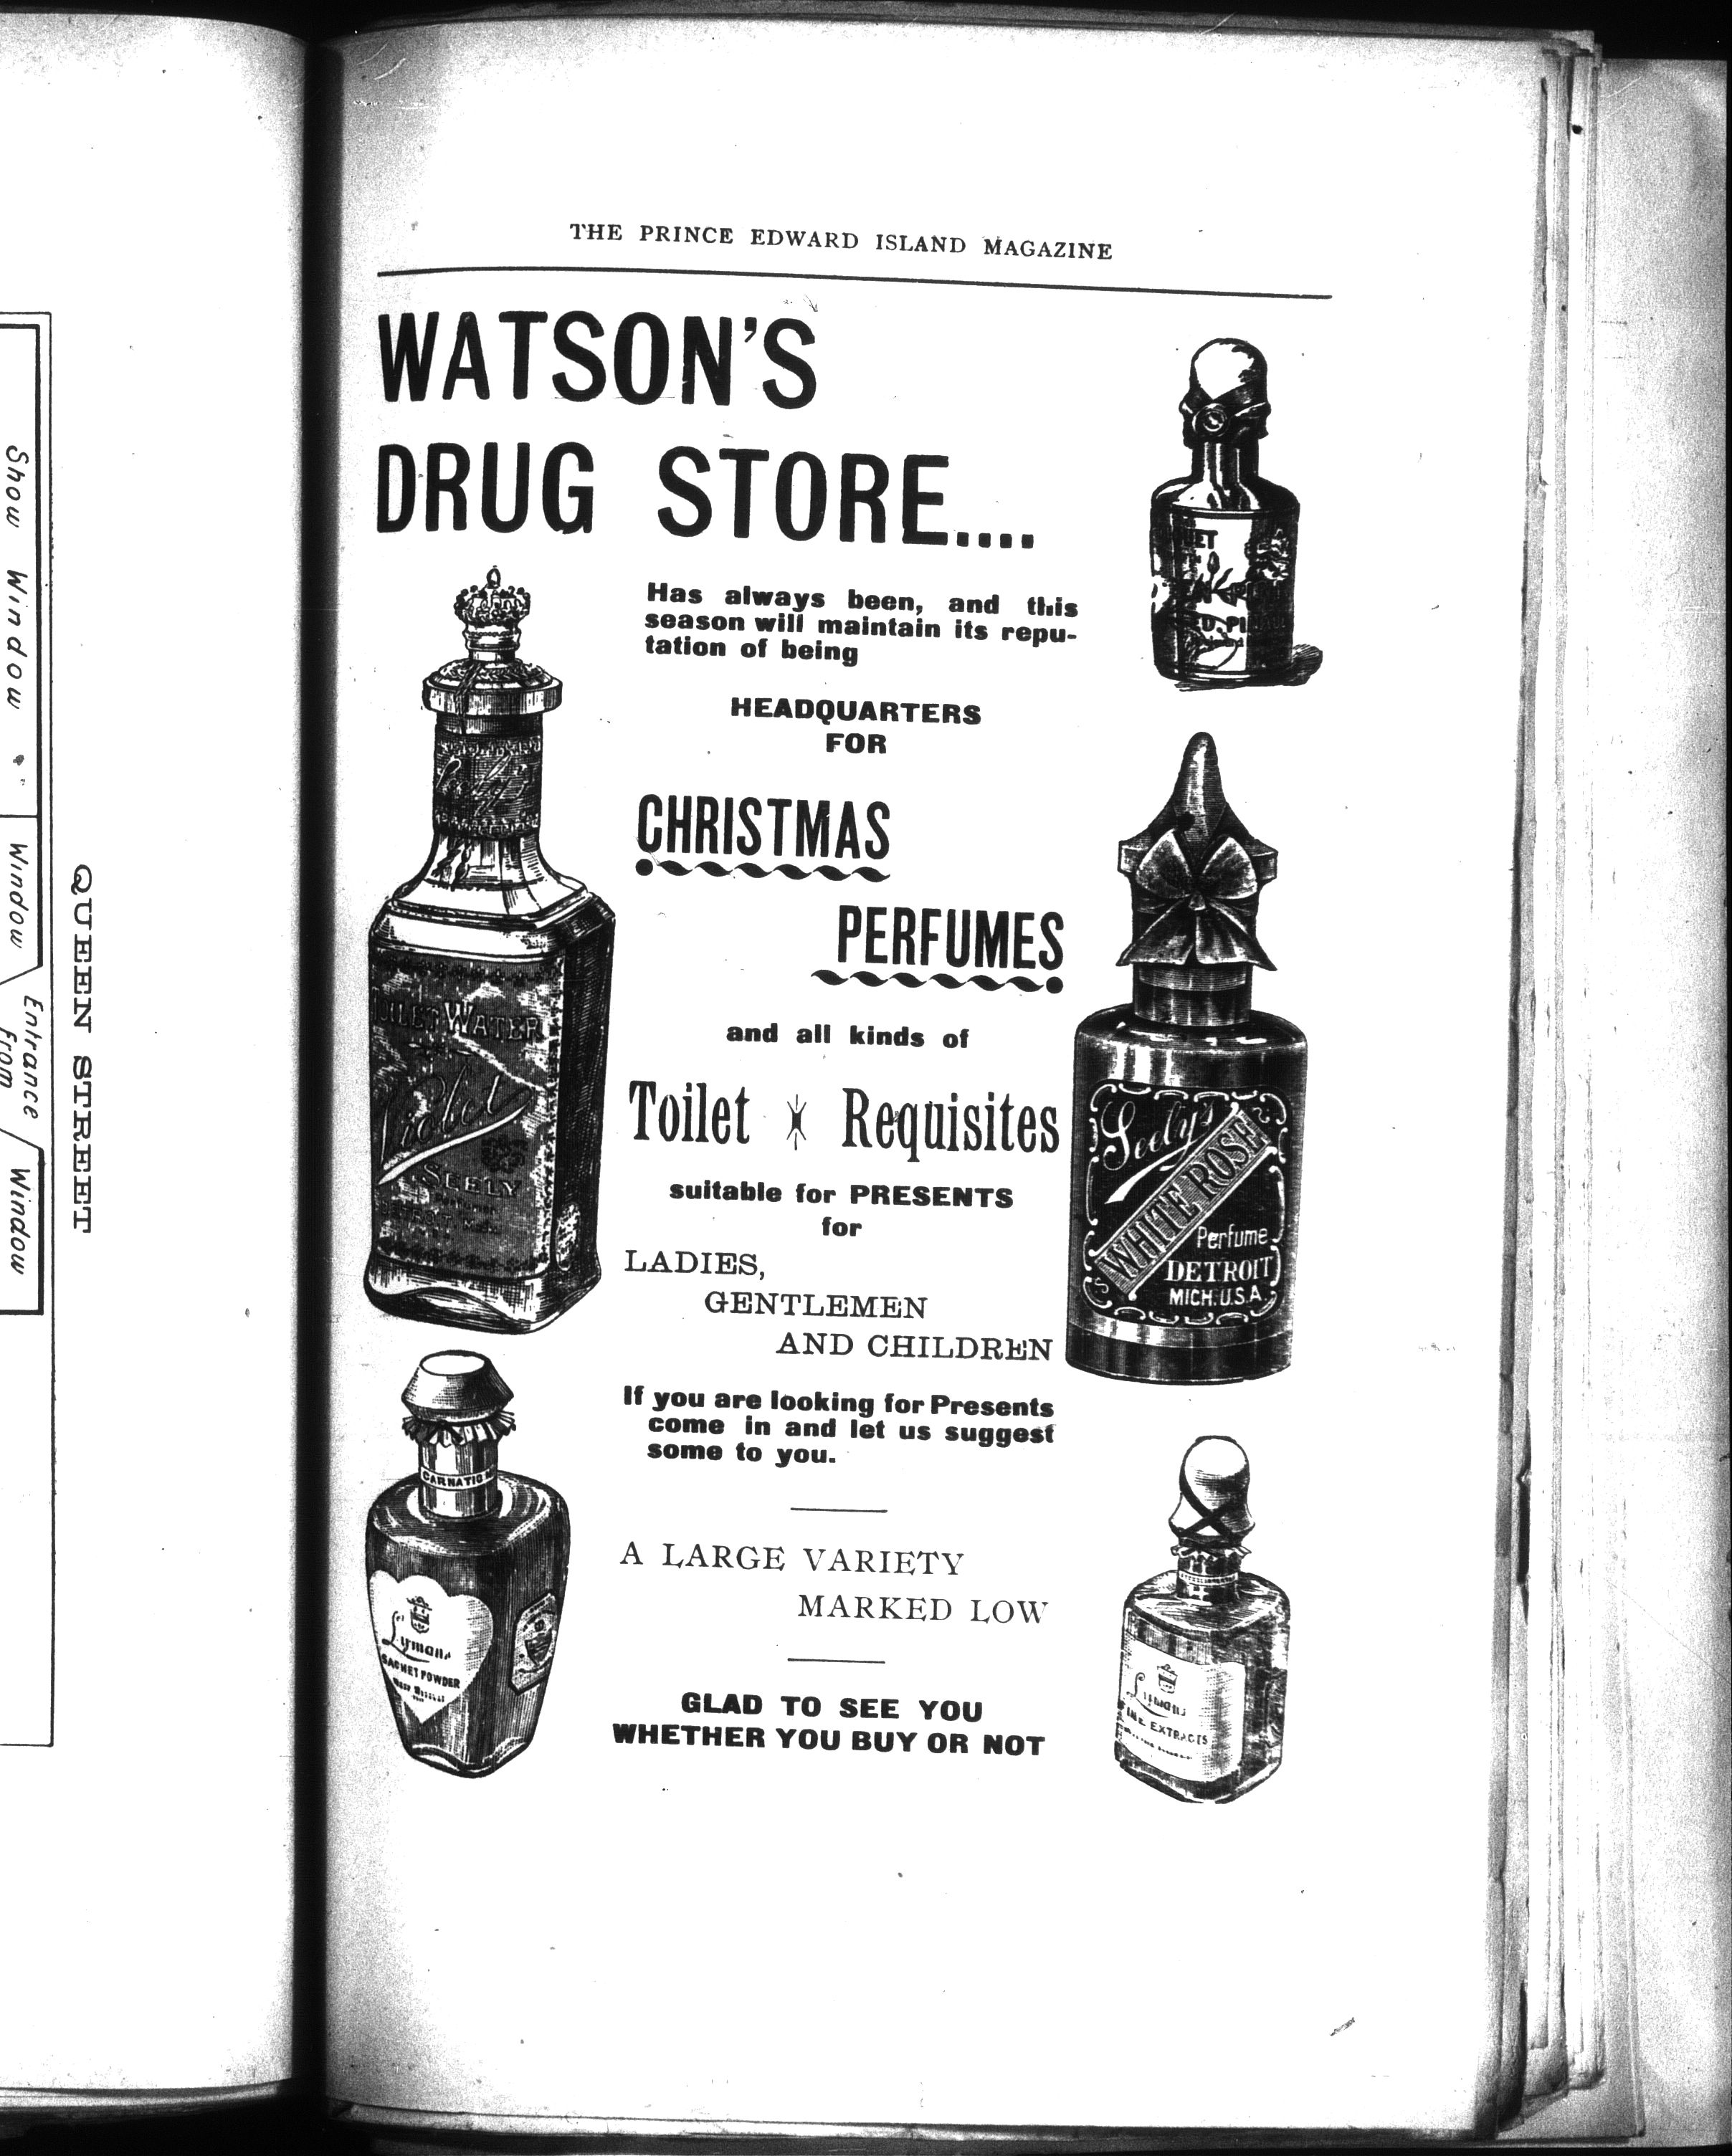 Show Window
Window
Entrance
from
Window
QUEEN STREET
THE PRINCE EDWARD ISLAND MAGAZINE
WATSON'S
DRUG STORE....
Has always been, and this
season will maintain its repu-
tation of being
HEADQUARTERS
FOR
CHRISTMAS
PERFUMES
and all kinds of
Toilet Requisites
suitable for PRESENTS
for
LADIES,
GENTLEMEN
AND CHILDREN
If you are looking for Presents
come in and let us suggest
some to you.
A LARGE VARIETY
MARKED LOW
GLAD TO SEE YOU
WHETHER YOU BUY OR NOT
Seely's
WATER
Violet
SEELY
Seely's
WHITE ROSE
Perfume
DETROIT
MICH. U.S.A.
Lyman's
SACHET POWDER
EXTRACTS